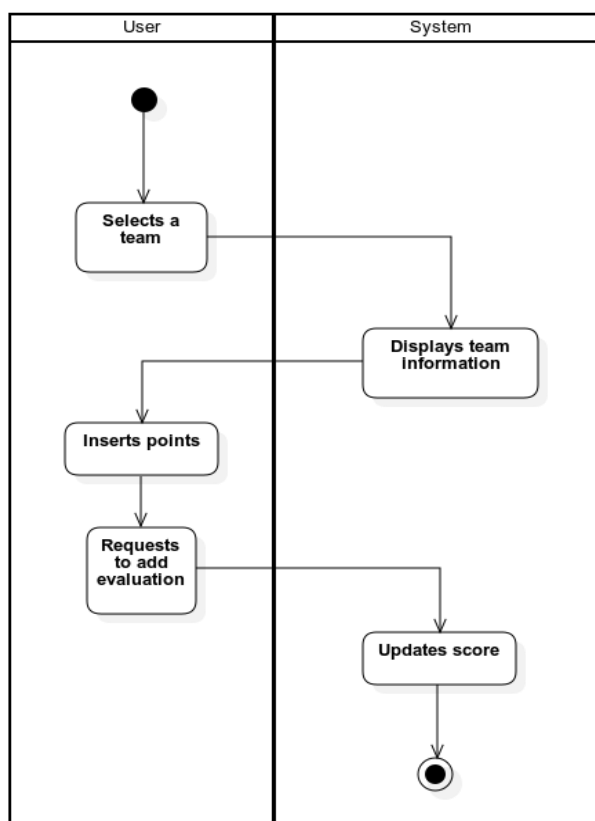 User
System
Selects a
team
Displays team
information
Inserts points
Requests
to add
evaluation
Updates score